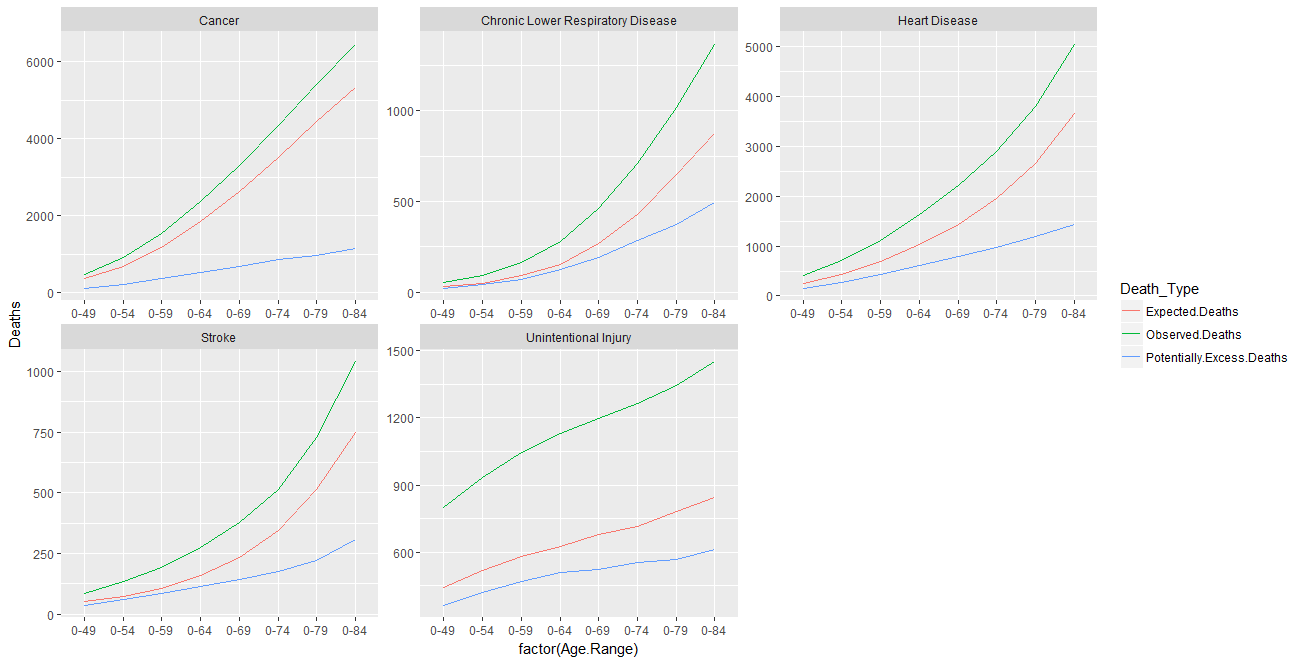 Cancer
Chronic Lower Respiratory Disease
Heart Disease
6000
4000
2000
0
1000
500
0
5000
4000
3000
2000
1000
0
0-49 0-54 0-59 0-64 0-69 0-74 0-79 0-84
0-49 0-54 0-59 0-64 0-69 0-74 0-79 0-84
0-49 0-54 0-59 0-64 0-69 0-74 0-79 0-84
Deaths
Stroke
Unintentional Injury
1000
750
500
250
0
1500
1200
900
600
0-49 0-54 0-59 0-64 0-69 0-74 0-79 0-84
0-49 0-54 0-59 0-64 0-69 0-74 0-79 0-84
factor(Age.Range)
Death_Type
Expected.Deaths
Observed.Deaths
Potentially.Excess.Deaths